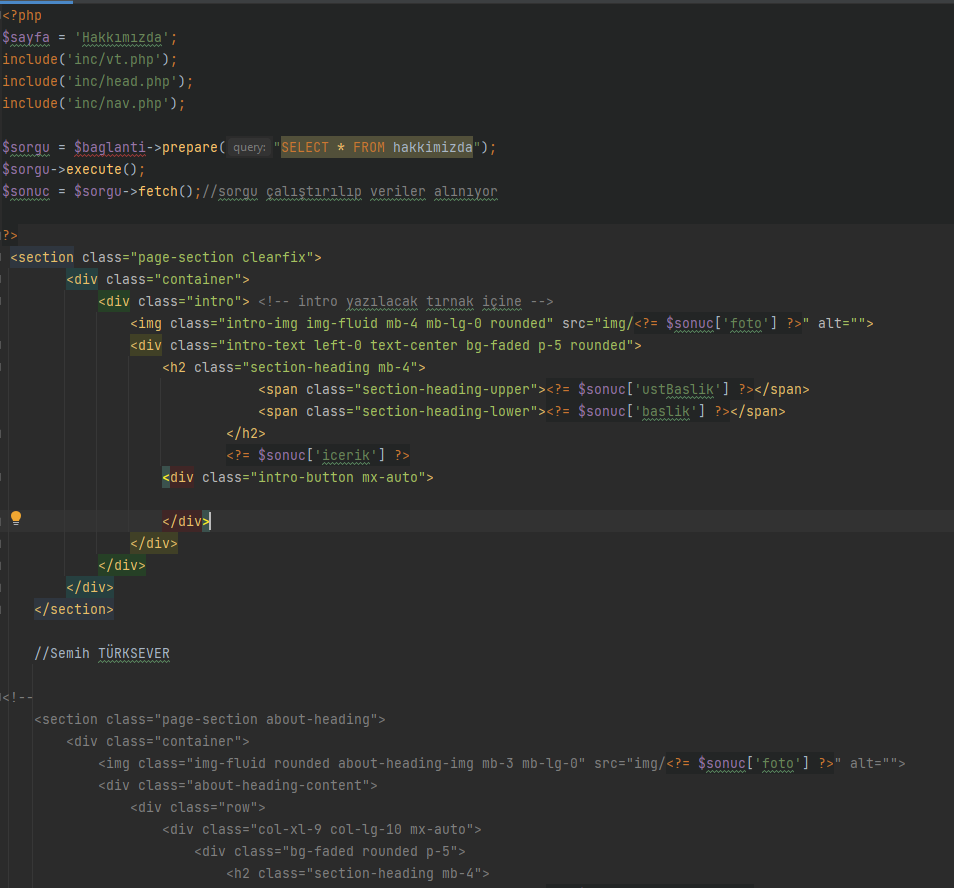 <?php
$sayfa = 'Hakkımızda';
include('inc/vt.php');
include('inc/head.php');
include('inc/nav.php');
$sorgu = $baglanti->prepare( query: "SELECT * FROM hakkimizda");
$sorgu->execute();
$sonuc = $sorgu->fetch();//sorgu çalıştırılıp veriler alınıyor
?>
<section class="page-section clearfix">
<div class="container">
<div class="intro"> <!-- intro yazılacak tırnak içine -->
<img class="intro-img img-fluid mb-4 mb-lg-0 rounded" src="img/<?= $sonuc['foto'] ?>" alt="">
<div class="intro-text left-0 text-center bg-faded p-5 rounded">
<h2 class="section-heading mb-4">
<span class="section-heading-upper"><?= $sonuc['ustBaslik'] ?></span>
<span class="section-heading-lower"><?= $sonuc['baslik'] ?></span>
</h2>
<?= $sonuc['icerik'] ?>
<div class="intro-button mx-auto">
</div>
</div>
</div>
</div>
</section>
//Semih TÜRKSEVER
<!--
<section class="page-section about-heading">
<div class="container">
<img class="img-fluid rounded about-heading-img mb-3 mb-lg-0" src="img/<?= $sonuc['foto'] ?>" alt="">
<div class="about-heading-content">
<div class="row">
<div class="col-xl-9 col-lg-10 mx-auto">
<div class="bg-faded rounded p-5">
<h2 class="section-heading mb-4">